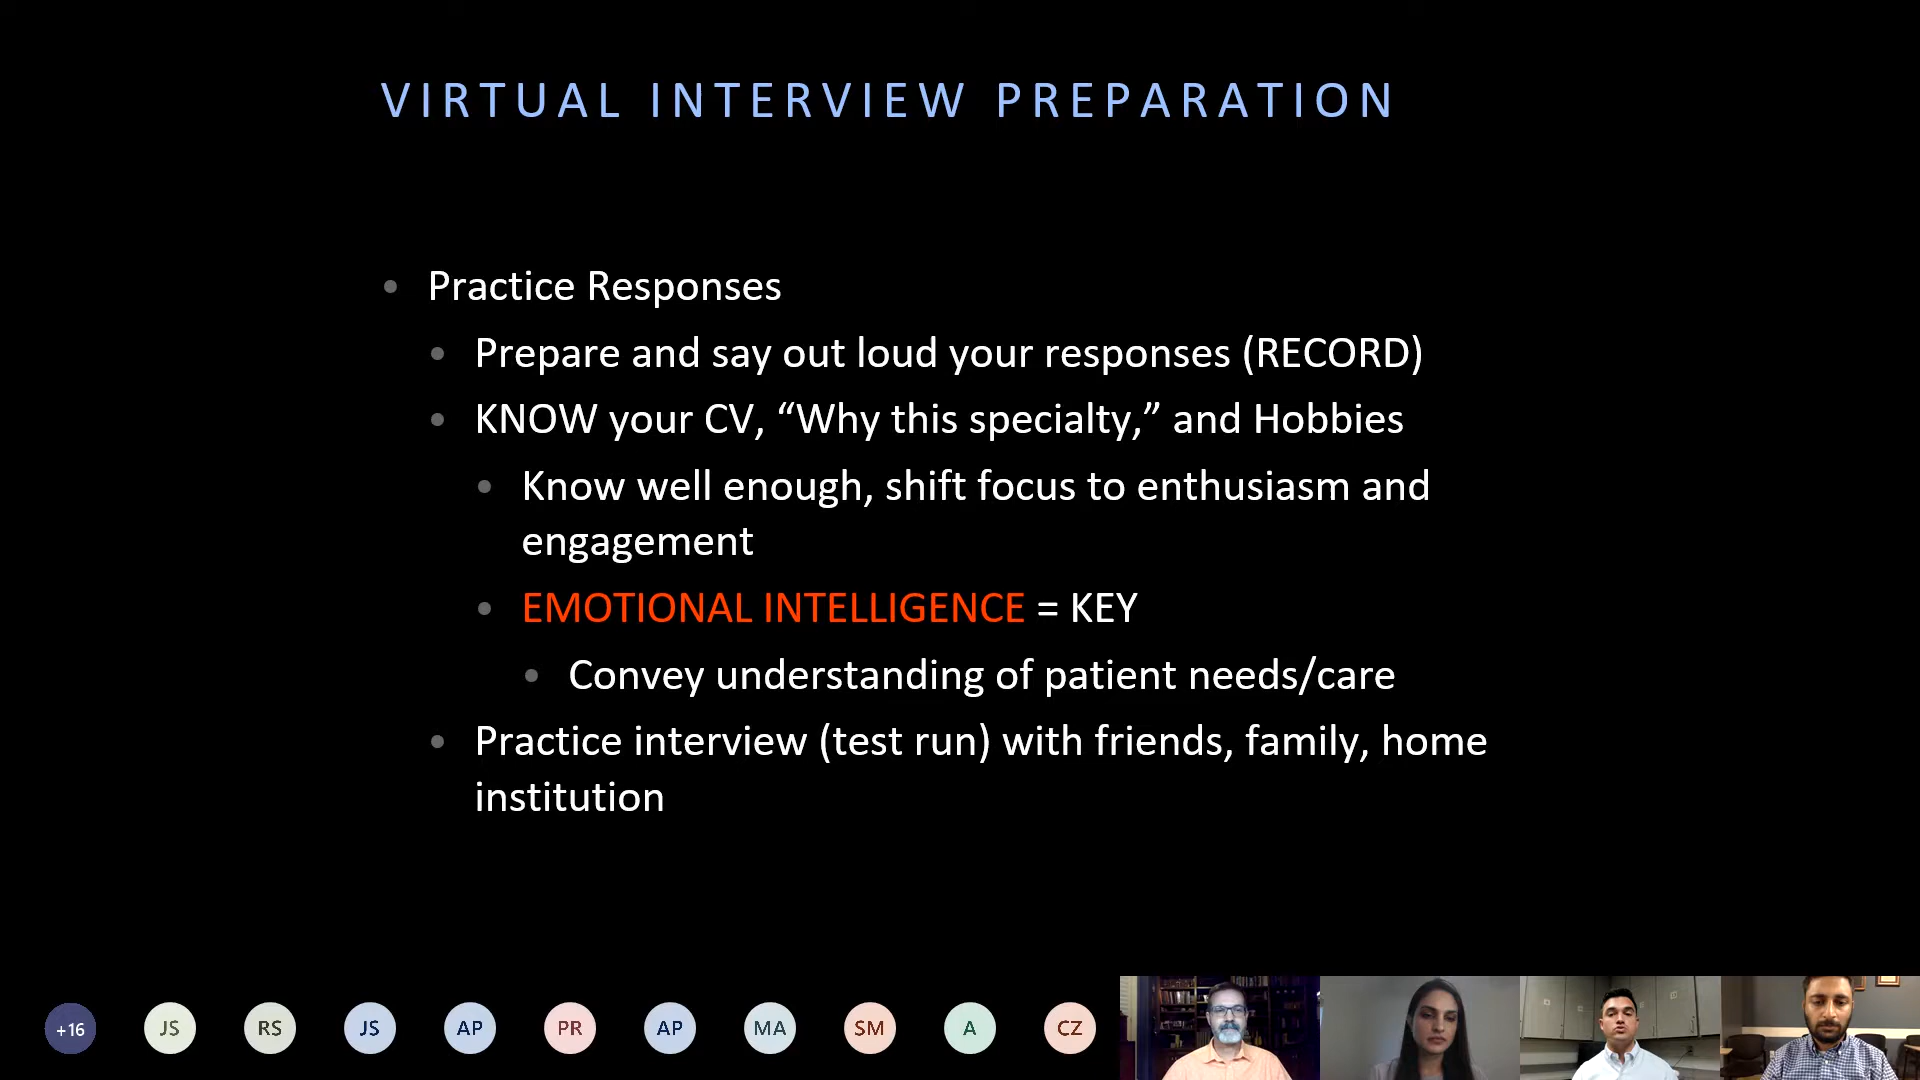 VIRTUAL INTERVIEW PREPARATION
• Practice Responses
• Prepare and say out loud your responses (RECORD)
• KNOW your CV, “Why this specialty,” and Hobbies
• Know well enough, shift focus to enthusiasm and
engagement
• EMOTIONAL INTELLIGENCE = KEY
• Convey understanding of patient needs/care
• Practice interview (test run) with friends, family, home
institution
+16 JS RS JS AP PR AP MA SM A CZ